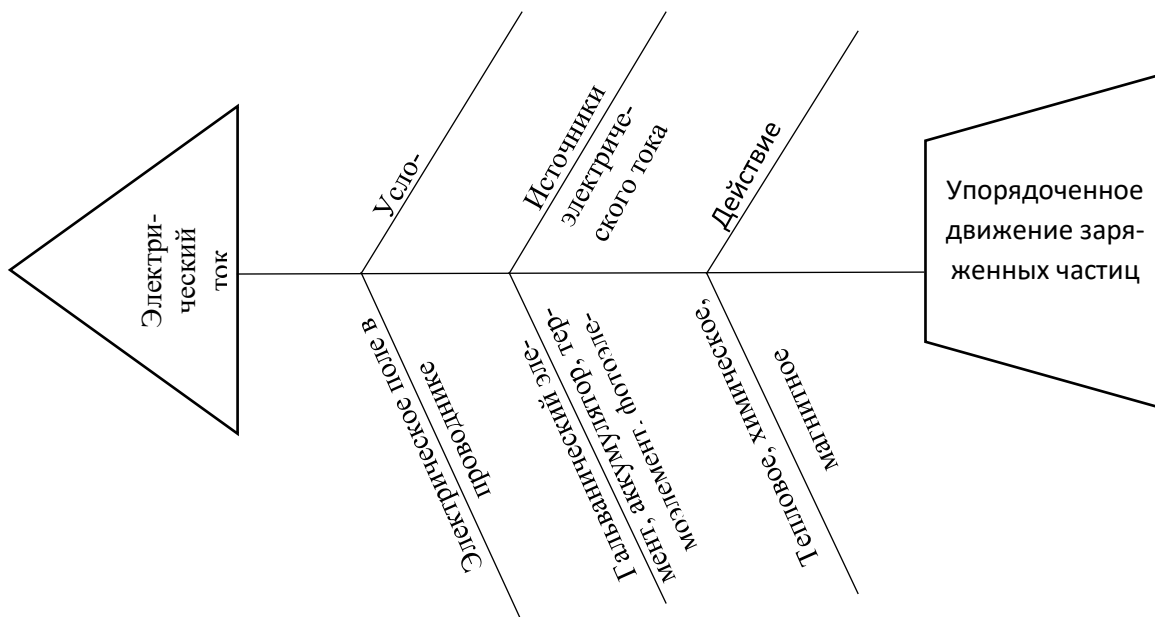 Электри-
ческий
ток
Усло-
Источники
электриче-
ского тока
Действие
Электрическое поле в
проводнике
Гальванический эле-
мент, аккумулятор, тер-
моэлемент. фотоэле-
Тепловое, химическое,
магнитное
Упорядоченное
движение заря-
женных частиц